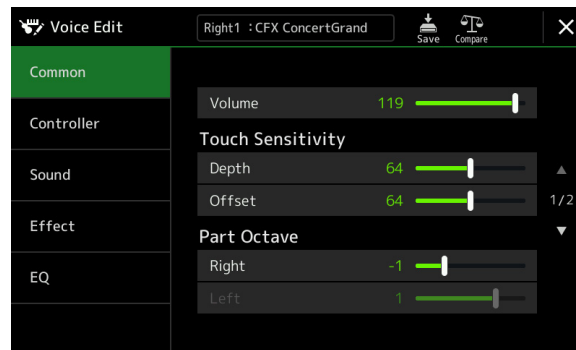 Voice Edit
Right1 : CFX ConcertGrand
Save
Compare
Common
Controller
Sound
Effect
EQ
Volume 119
Touch Sensitivity
Depth 64
Offset 64
1/2
Part Octave
Right -1
Left 1